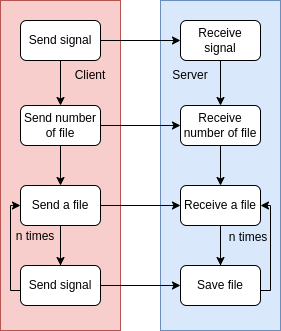 Send signal
Receive
signal
Client
Server
Send number
of file
Receive
number of file
Send a file
Receive a file
n times
n times
Send signal
Save file